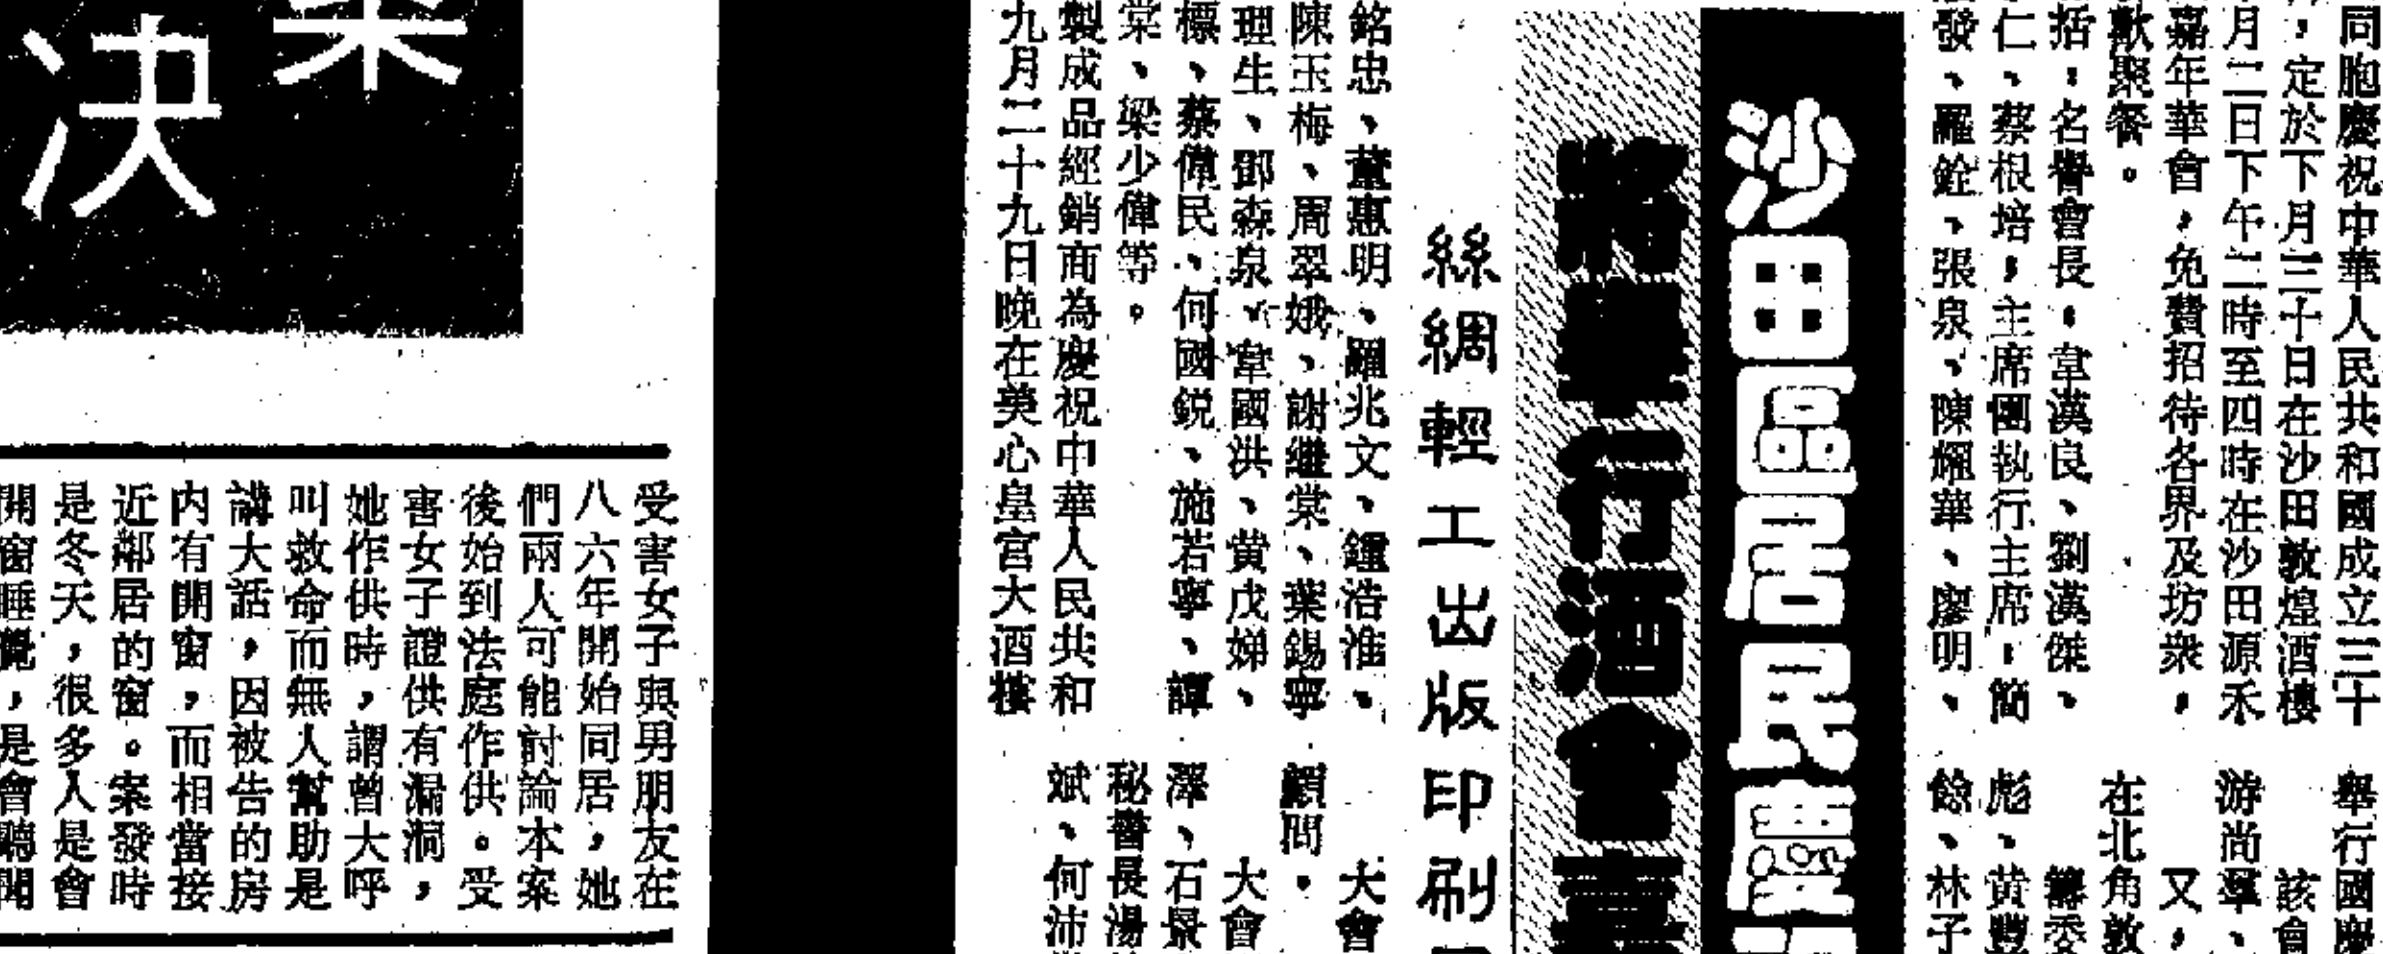 同胞慶祝中華人民共和國成立三十
，定於下月三十日在沙田敦煌酒樓
月二日下午二時至四時在沙田源禾
嘉年華會，免費招待各界及坊衆，
歡聚餐。
括：名譽會長：韋漢良、劉漢傑、
仁、蔡根培，主席團執行主席：簡
發、羅銓、張泉、陳耀華、廖明、
舉行國慶
該會
游尚羣、
又，
在北角敦
籌委
彪、黃豐
餘、林子
沙田區居民慶祝
將舉行酒會
絲綢輕工出版印刷
銘忠、董惠明、羅兆文、鍾浩淮、
陳玉梅、周翠娥、謝繼棠、葉錫寧
理生、鄧森泉、韋國洪、黄戊娣、
標、蔡偉民、何國鋭、施若寧、譚
棠、梁少偉等。
製成品經銷商為慶祝中華人民共和
九月二十九日晚在美心皇宮大酒樓
大會
顧問。
大會
澤、石景
秘書長湯
斌、何沛
決
受害女子與男朋友在
八六年開始同居，她
們兩人可能討論本案
後始到法庭作供。受
害女子證供有漏洞，
她作供時，謂曾大呼
叫救命而無人幫助是
講大話，因被告的房
内有開窗，而相當接
近鄰居的窗。案發時
是冬天，很多人是會
開窗睡覺，是會聽聞